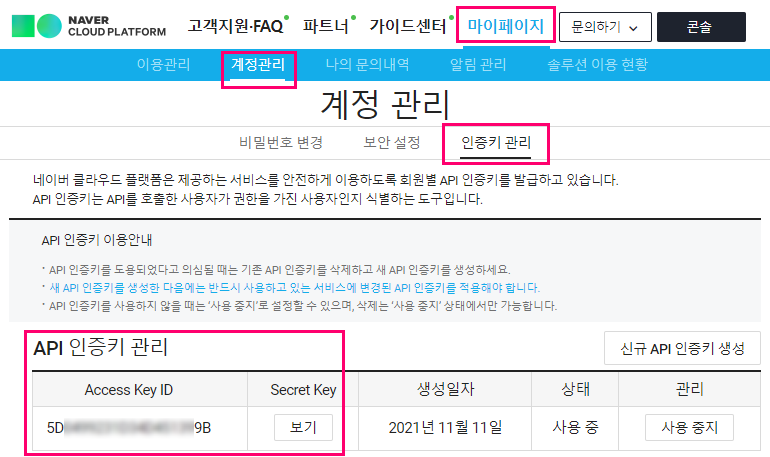 NAVER
CLOUD PLATFORM
고객지원·FAQ 파트너 가이드센터 마이페이지 문의하기 콘솔
이용관리 계정관리 나의 문의내역 알림 관리 솔루션 이용 현황
계정 관리
비밀번호 변경 보안 설정 인증키 관리
네이버 클라우드 플랫폼은 제공하는 서비스를 안전하게 이용하도록 회원별 API 인증키를 발급하고 있습니다.
API 인증키는 API를 호출한 사용자가 권한을 가진 사용자인지 식별하는 도구입니다.
API 인증키 이용안내
· API 인증키를 도용되었다고 의심될 때는 기존 API 인증키를 삭제하고 새 API 인증키를 생성하세요.
· 새 API 인증키를 생성한 다음에는 반드시 사용하고 있는 서비스에 변경된 API 인증키를 적용해야 합니다.
· API 인증키를 사용하지 않을 때는 '사용 중지'로 설정할 수 있으며, 삭제는 '사용 중지' 상태에서만 가능합니다.
API 인증키 관리 신규 API 인증키 생성
Access Key ID Secret Key 생성일자 상태 관리
5D 9B 보기 2021년 11월 11일 사용 중 사용 중지